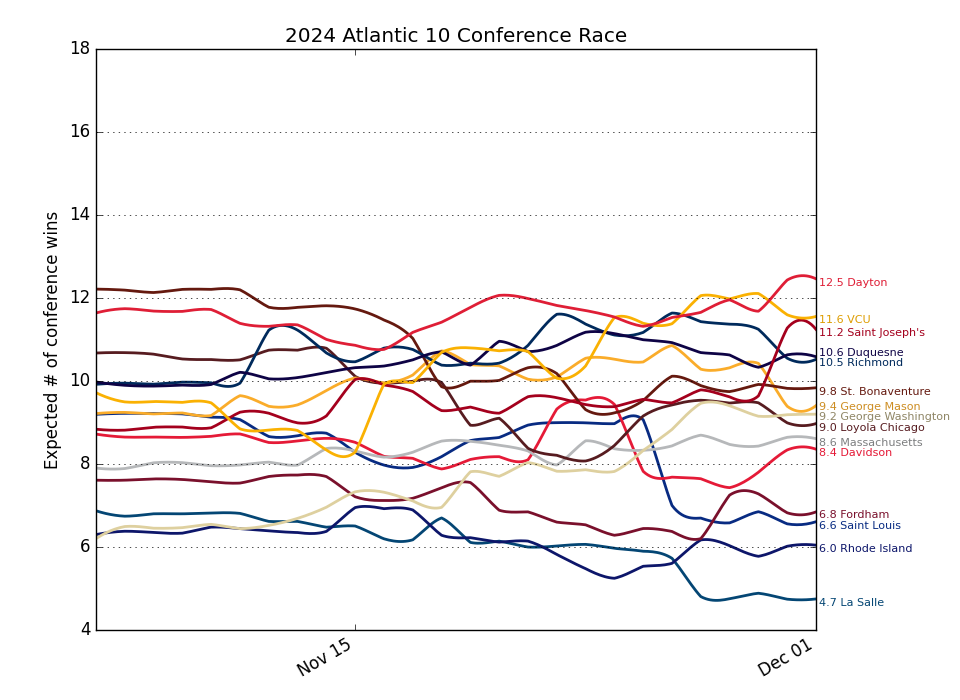 2024 Atlantic 10 Conference Race
Expected # of conference wins
18
16
14
12
10
8
6
4
Nov 15
Dec 01
12.5 Dayton
11.6 VCU
11.2 Saint Joseph's
10.6 Duquesne
10.5 Richmond
9.8 St. Bonaventure
9.4 George Mason
9.2 George Washington
9.0 Loyola Chicago
8.6 Massachusetts
8.4 Davidson
6.8 Fordham
6.6 Saint Louis
6.0 Rhode Island
4.7 La Salle